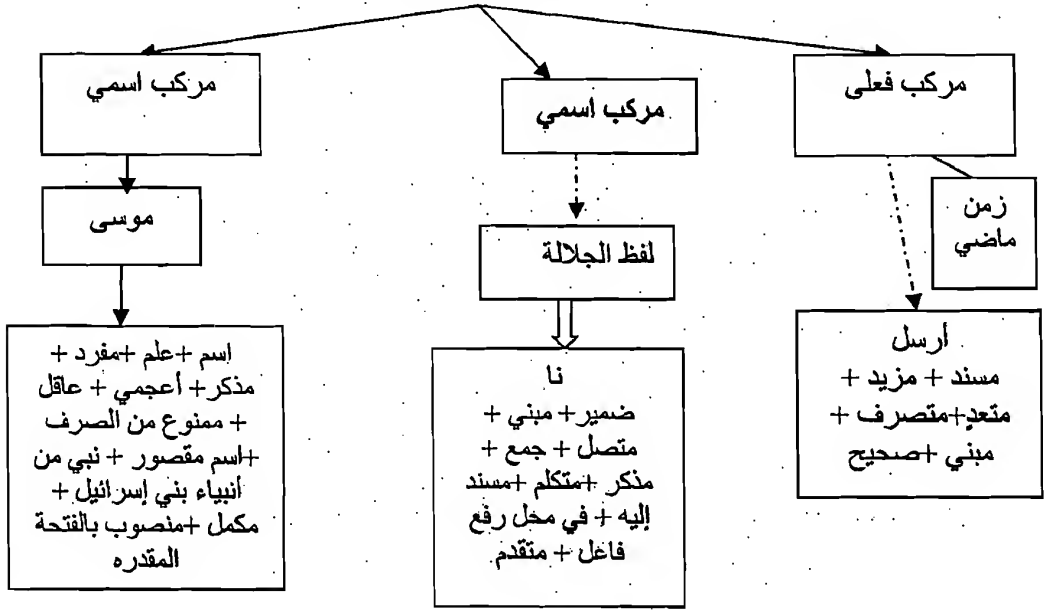 مركب فعلى
زمن
ماضي
أرسل
مسند + مزيد +
متعدٍ+متصرف +
مبني +صحيح
مركب اسمي
لفظ الجلالة
نا
ضمير+ مبني +
متصل + جمع +
مذكر +متكلم +مسند
إليه + في محل رفع
فاعل + متقدم
مركب اسمي
موسى
اسم +علم +مفرد +
مذكر+ أعجمي + عاقل
+ ممنوع من الصرف
+اسم مقصور + نبي من
أنبياء بني إسرائيل +
مكمل +منصوب بالفتحة
المقدره